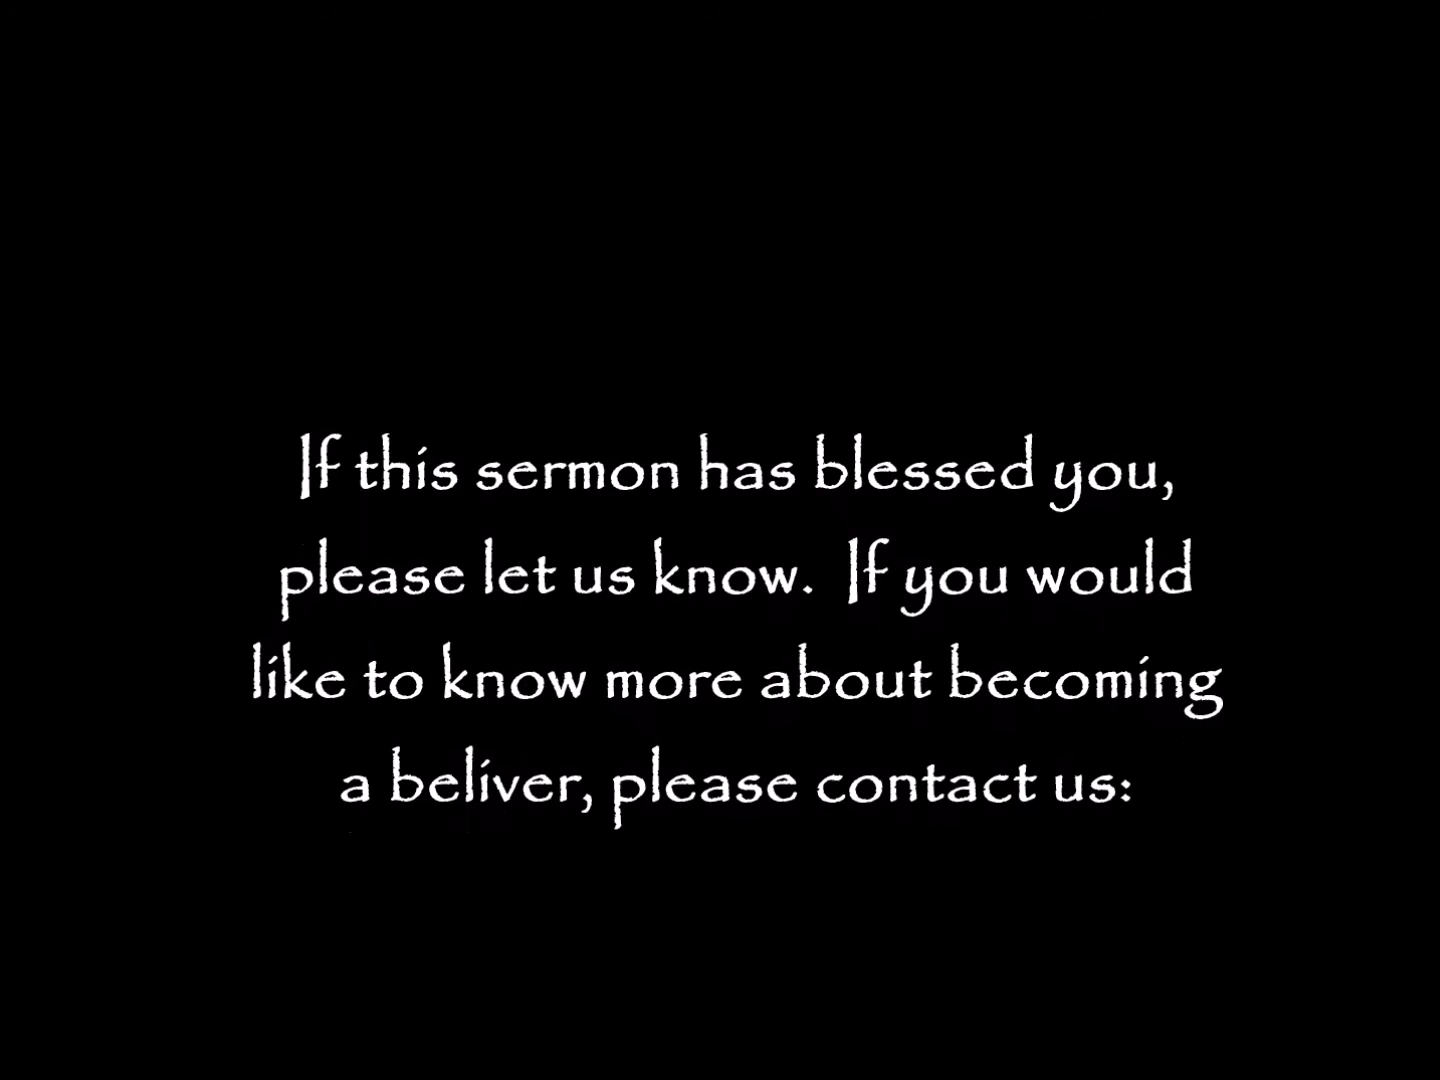 If this sermon has blessed you,
please let us know.  If you would
like to know more about becoming
a beliver, please contact us: